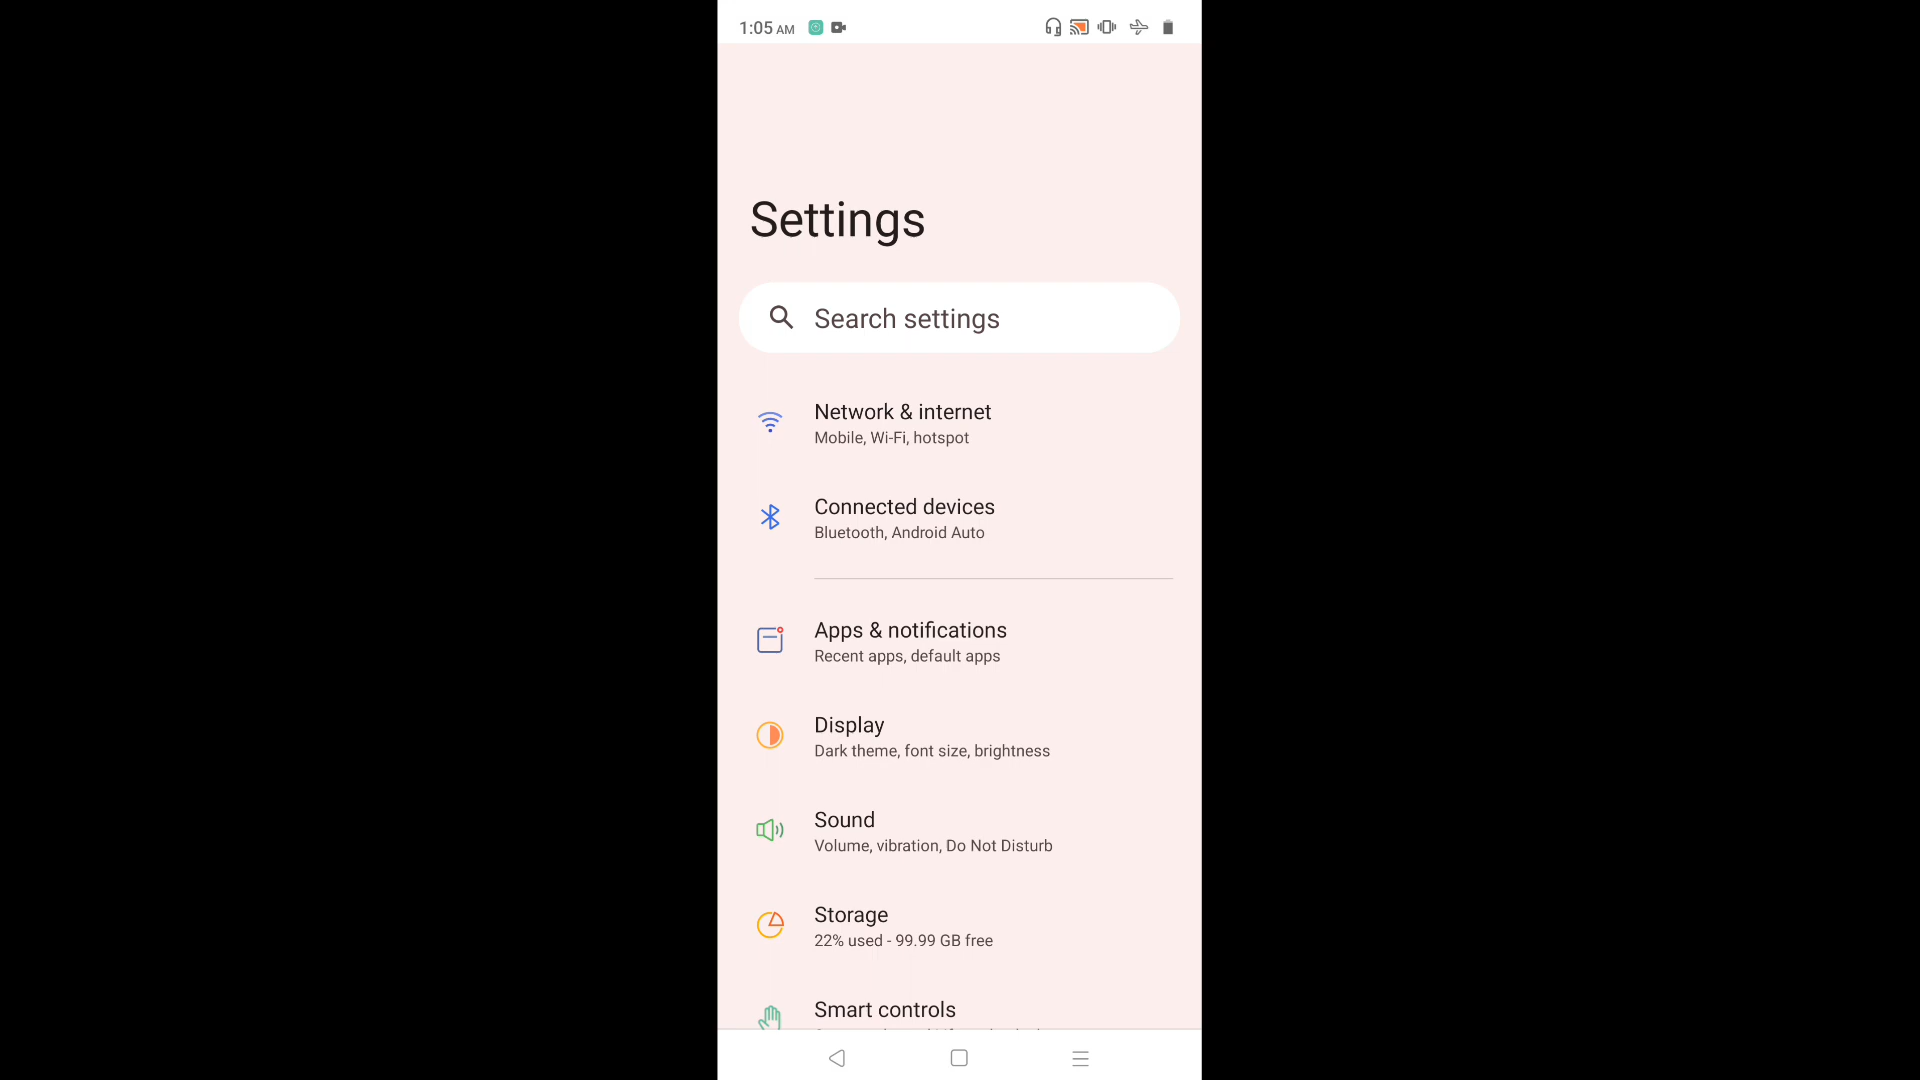 1:05 AM
Settings
Search settings
Network & internet
Mobile, Wi-Fi, hotspot
Connected devices
Bluetooth, Android Auto
Apps & notifications
Recent apps, default apps
Display
Dark theme, font size, brightness
Sound
Volume, vibration, Do Not Disturb
Storage
22% used - 99.99 GB free
Smart controls